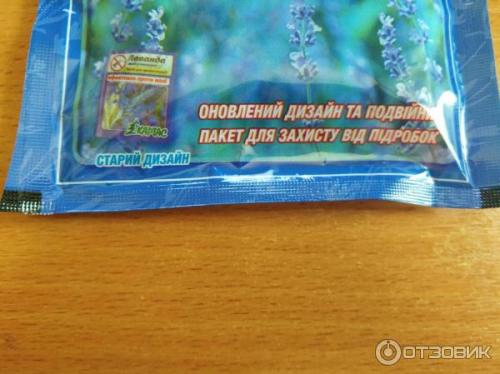 Лаванда
ОНОВЛЕНИЙ ДИЗАЙН ТА ПОДВІЙНИЙ
ПАКЕТ ДЛЯ ЗАХИСТУ ВІД ПІДРОБОК
СТАРИЙ ДИЗАЙН
ОТЗОВИК